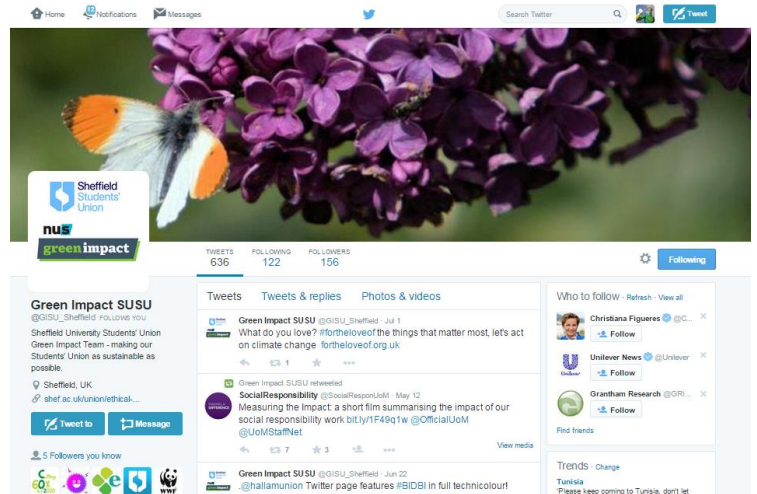 Home
Notifications
Messages
Search Twitter
Tweet
Sheffield
Students'
Union
nus
green impact
TWEETS
636
FOLLOWING
122
FOLLOWERS
156
Following
Green Impact SUSU
@GISU_Sheffield FOLLOWS YOU
Sheffield University Students' Union
Green Impact Team - making our
Students' Union as sustainable as
possible.
Sheffield, UK
shef.ac.uk/union/ethical-...
Tweet to
Message
5 Followers you know
WWF
Tweets
Tweets & replies
Photos & videos
Green Impact SUSU @GISU_Sheffield · Jul 1
What do you love? #fortheloveof the things that matter most, let's act
on climate change fortheloveof.org.uk
1
Green Impact SUSU retweeted
SocialResponsibility @SocialResponUoM · May 12
Measuring the Impact: a short film summarising the impact of our
social responsibility work bit.ly/1F49q1w @OfficialUoM
@UoMStaffNet
7
3
View media
Green Impact SUSU @GISU_Sheffield · Jun 22
.@hallamunion Twitter page features #BIDBI in full technicolour!
Who to follow · Refresh · View all
Christiana Figueres @C...
Follow
Unilever News @Unilever
Follow
Grantham Research @GRI...
Follow
Find friends
Trends · Change
Tunisia
'Please keep coming to Tunisia, don't let